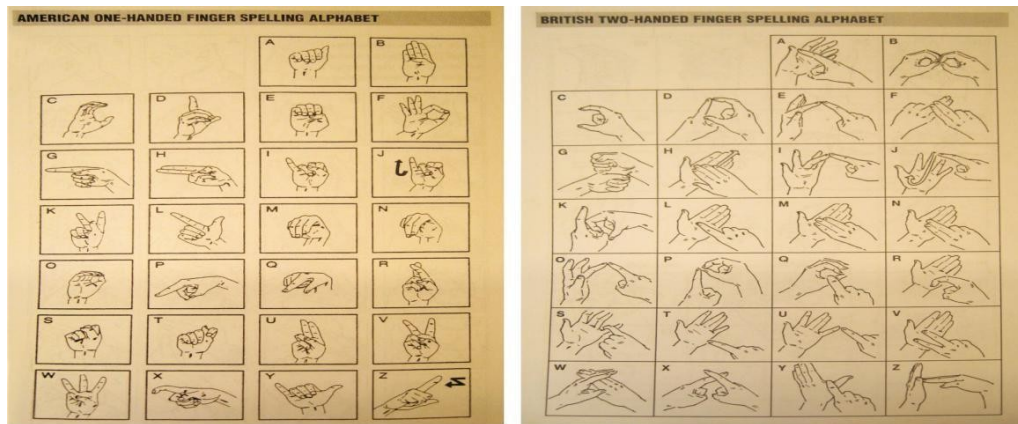 AMERICAN ONE-HANDED FINGER SPELLING ALPHABET
A B
C D E F
G H I J
K L M N
O P Q R
S T U V
W X Y Z
BRITISH TWO-HANDED FINGER SPELLING ALPHABET
A B
C D E F
G H I J
K L M N
O P Q R
S T U V
W X Y Z